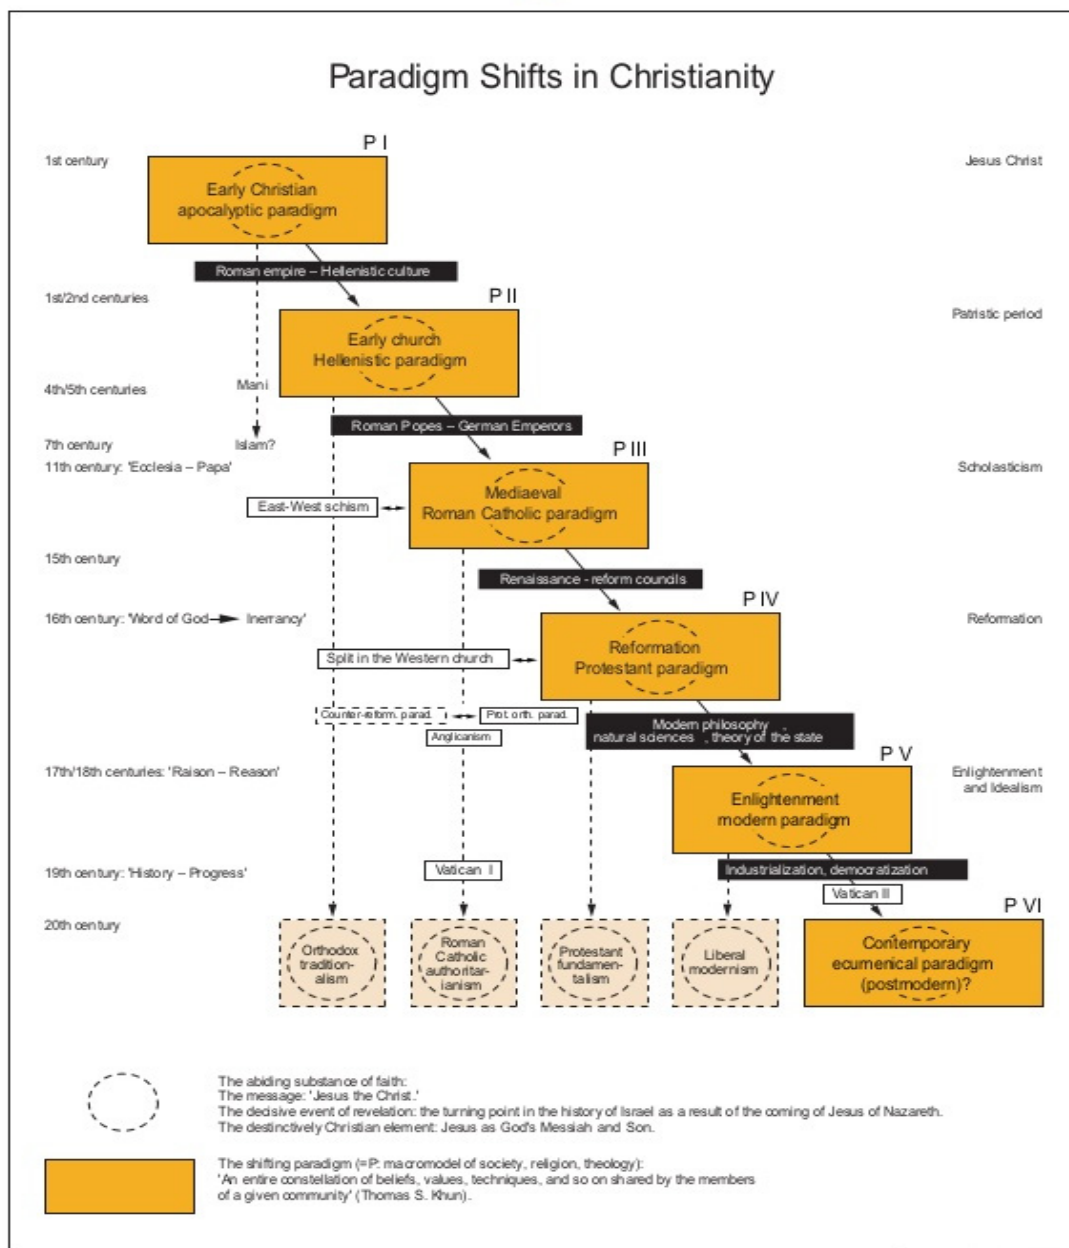 Paradigm Shifts in Christianity
P I
1st century
Jesus Christ
Early Christian
apocalyptic paradigm
Roman empire – Hellenistic culture
1st/2nd centuries
P II
Patristic period
Early church
Hellenistic paradigm
4th/5th centuries
Mani
Roman Popes – German Emperors
7th century
Islam?
P III
11th century: 'Ecclesia – Papa'
Scholasticism
Mediaeval
Roman Catholic paradigm
East-West schism
15th century
Renaissance - reform councils
P IV
16th century: 'Word of God → Inerrancy'
Reformation
Reformation
Protestant paradigm
Split in the Western church
Counter-reform. parad.
Prot. orth. parad.
Anglicanism
Modern philosophy ,
natural sciences , theory of the state
P V
17th/18th centuries: 'Raison – Reason'
Enlightenment
and Idealism
Enlightenment
modern paradigm
19th century: 'History – Progress'
Vatican I
Industrialization, democratization
Vatican II
P VI
20th century
Orthodox
tradition-
alism
Roman
Catholic
authoritar-
ianism
Protestant
fundamen-
talism
Liberal
modernism
Contemporary
ecumenical paradigm
(postmodern)?
The abiding substance of faith:
The message: 'Jesus the Christ.'
The decisive event of revelation: the turning point in the history of Israel as a result of the coming of Jesus of Nazareth.
The destinctively Christian element: Jesus as God's Messiah and Son.
The shifting paradigm (=P: macromodel of society, religion, theology):
'An entire constellation of beliefs, values, techniques, and so on shared by the members
of a given community' (Thomas S. Khun).